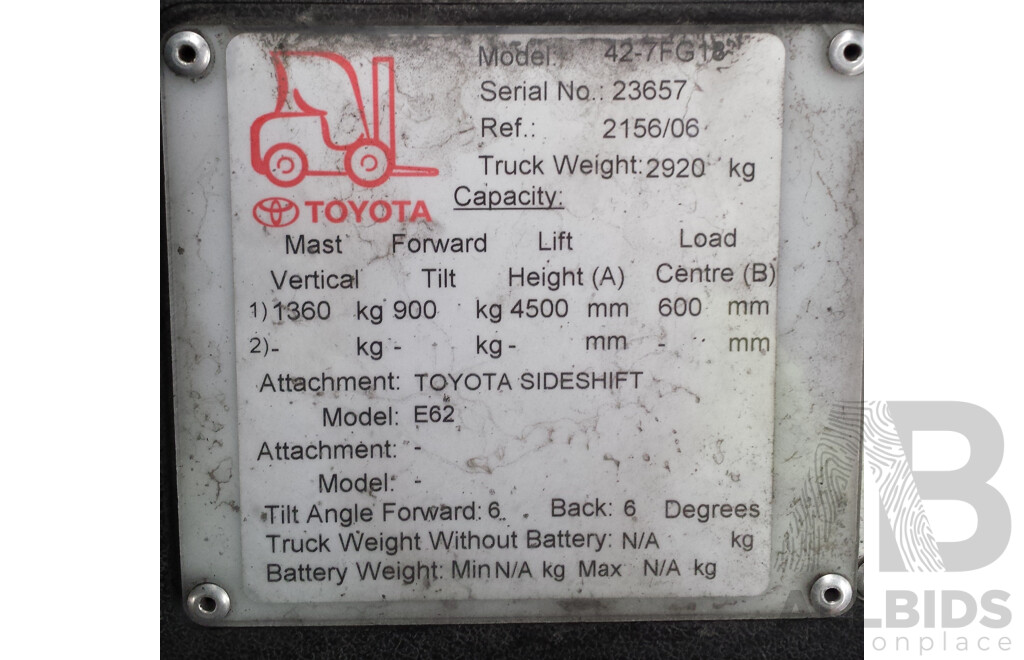 Model: 42-7FG18
Serial No.: 23657
Ref.: 2156/06
Truck Weight: 2920 kg
TOYOTA
Capacity:
Mast Forward Lift Load
Vertical Tilt Height (A) Centre (B)
1) 1360 kg 900 kg 4500 mm 600 mm
2) - kg - kg - mm - mm
Attachment: TOYOTA SIDESHIFT
Model: E62
Attachment: -
Model: -
Tilt Angle Forward: 6 Back: 6 Degrees
Truck Weight Without Battery: N/A kg
Battery Weight: Min N/A kg Max N/A kg